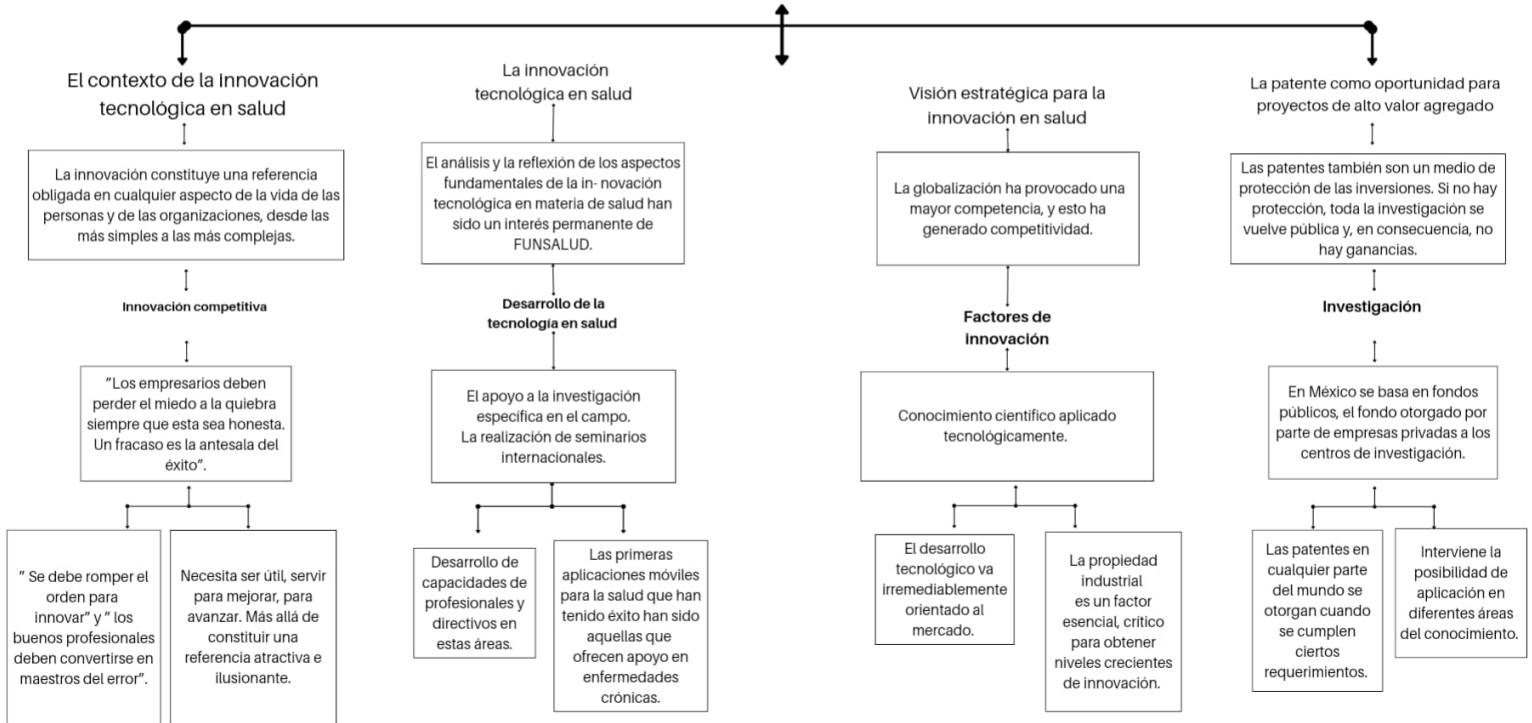 El contexto de la innovación
tecnológica en salud
La innovación constituye una referencia
obligada en cualquier aspecto de la vida de las
personas y de las organizaciones, desde las
más simples a las más complejas.
Innovación competitiva
"Los empresarios deben
perder el miedo a la quiebra
siempre que esta sea honesta.
Un fracaso es la antesala del
éxito".
" Se debe romper el
orden para
innovar" y " los
buenos profesionales
deben convertirse en
maestros del error".
Necesita ser útil, servir
para mejorar, para
avanzar. Más allá de
constituir una
referencia atractiva e
ilusionante.
La innovación
tecnológica en salud
El análisis y la reflexión de los aspectos
fundamentales de la in- novación
tecnológica en materia de salud han
sido un interés permanente de
FUNSALUD.
Desarrollo de la
tecnología en salud
El apoyo a la investigación
específica en el campo.
La realización de seminarios
internacionales.
Desarrollo de
capacidades de
profesionales y
directivos en
estas áreas.
Las primeras
aplicaciones móviles
para la salud que han
tenido éxito han sido
aquellas que
ofrecen apoyo en
enfermedades
crónicas.
Visión estratégica para la
innovación en salud
La globalización ha provocado una
mayor competencia, y esto ha
generado competitividad.
Factores de
innovación
Conocimiento científico aplicado
tecnológicamente.
El desarrollo
tecnológico va
irremediablemente
orientado al
mercado.
La propiedad
industrial
es un factor
esencial, crítico
para obtener
niveles crecientes
de innovación.
La patente como oportunidad para
proyectos de alto valor agregado
Las patentes también son un medio de
protección de las inversiones. Si no hay
protección, toda la investigación se
vuelve pública y, en consecuencia, no
hay ganancias.
Investigación
En México se basa en fondos
públicos, el fondo otorgado por
parte de empresas privadas a los
centros de investigación.
Las patentes en
cualquier parte
del mundo se
otorgan cuando
se cumplen
ciertos
requerimientos.
Interviene la
posibilidad de
aplicación en
diferentes áreas
del conocimiento.